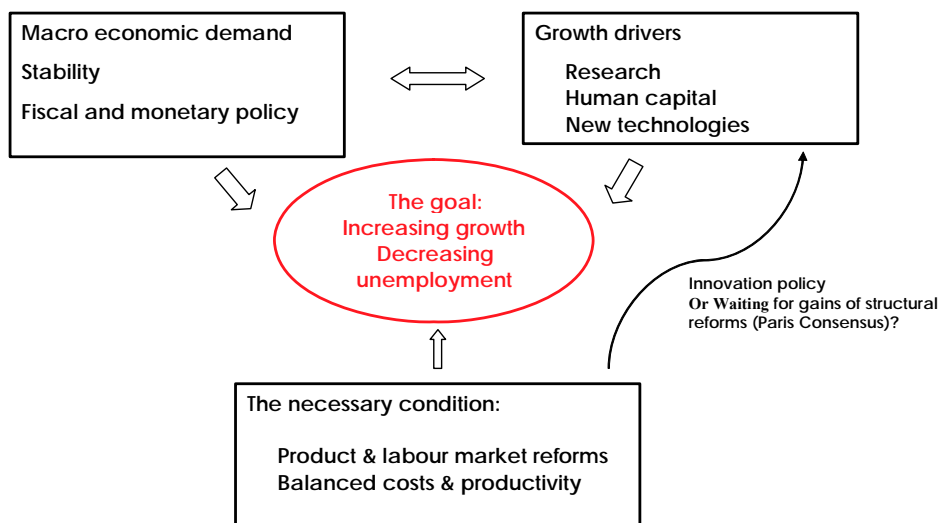 Macro economic demand
Stability
Fiscal and monetary policy
Growth drivers
Research
Human capital
New technologies
The goal:
Increasing growth
Decreasing
unemployment
Innovation policy
Or Waiting for gains of structural
reforms (Paris Consensus)?
The necessary condition:
Product & labour market reforms
Balanced costs & productivity